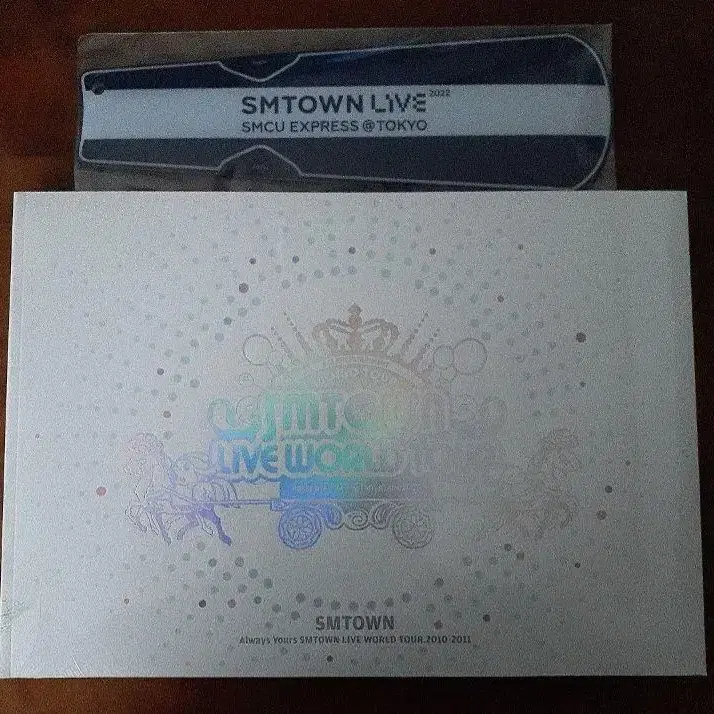 SMTOWN LIVE 2022
SMCU EXPRESS @TOKYO
SMTOWN
LIVE WORLD
SMTOWN
Always Yours SMTOWN LIVE WORLD TOUR 2010-2011